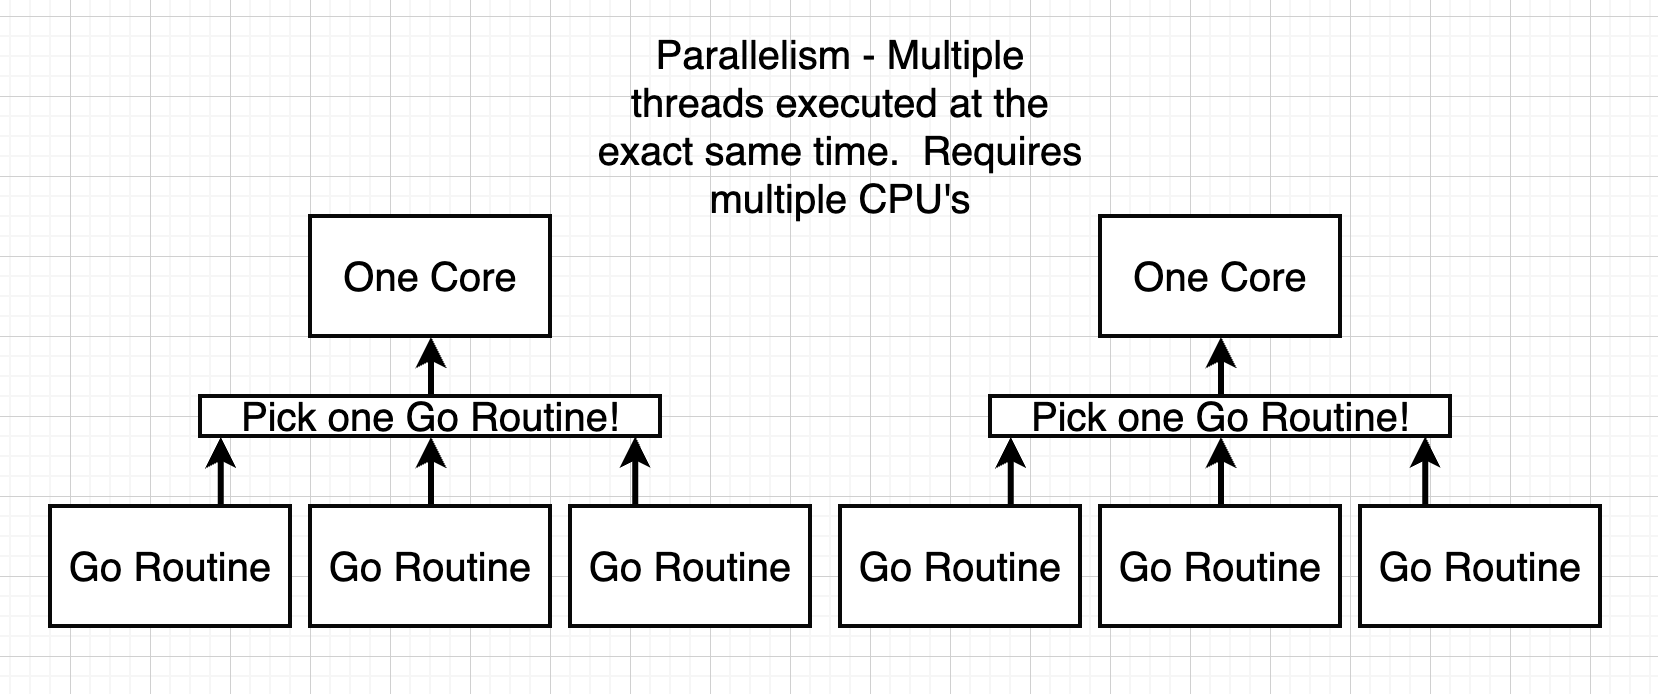 Parallelism - Multiple
threads executed at the
exact same time.  Requires
multiple CPU's
One Core
One Core
Pick one Go Routine!
Pick one Go Routine!
Go Routine
Go Routine
Go Routine
Go Routine
Go Routine
Go Routine